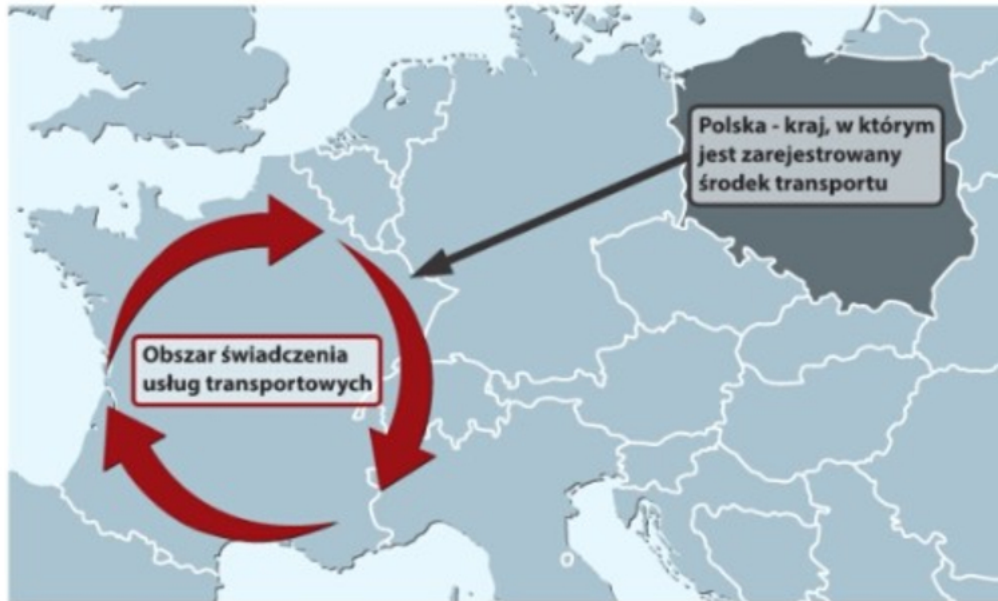 Polska - kraj, w którym
jest zarejestrowany
środek transportu
Obszar świadczenia
usług transportowych